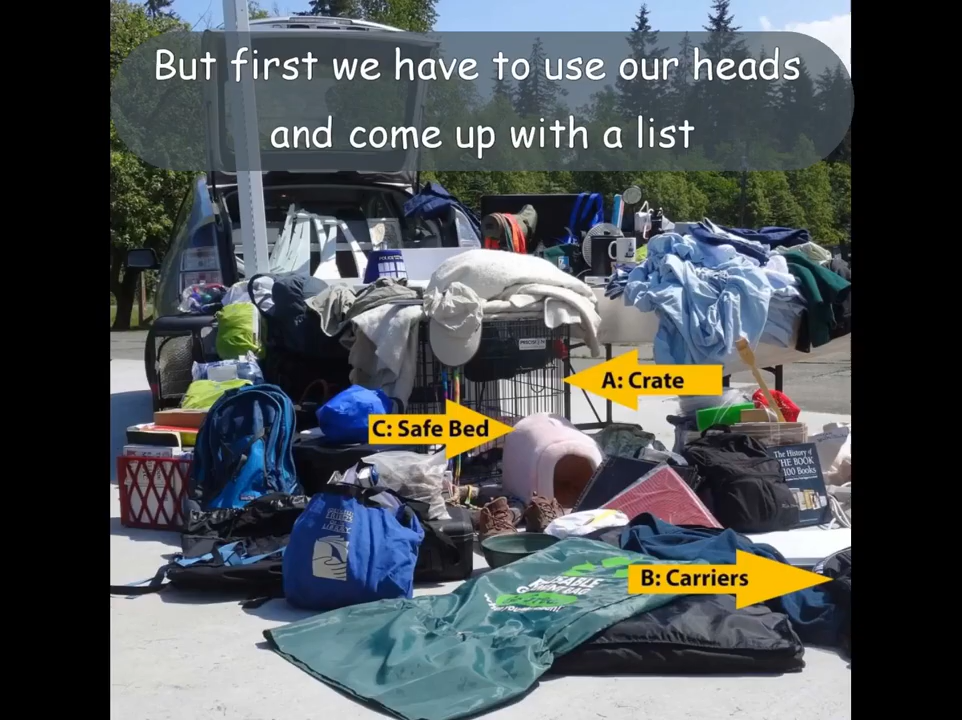 But first we have to use our heads
and come up with a list
A: Crate
C: Safe Bed
The History of
THE BOOK
100 Books
B: Carriers